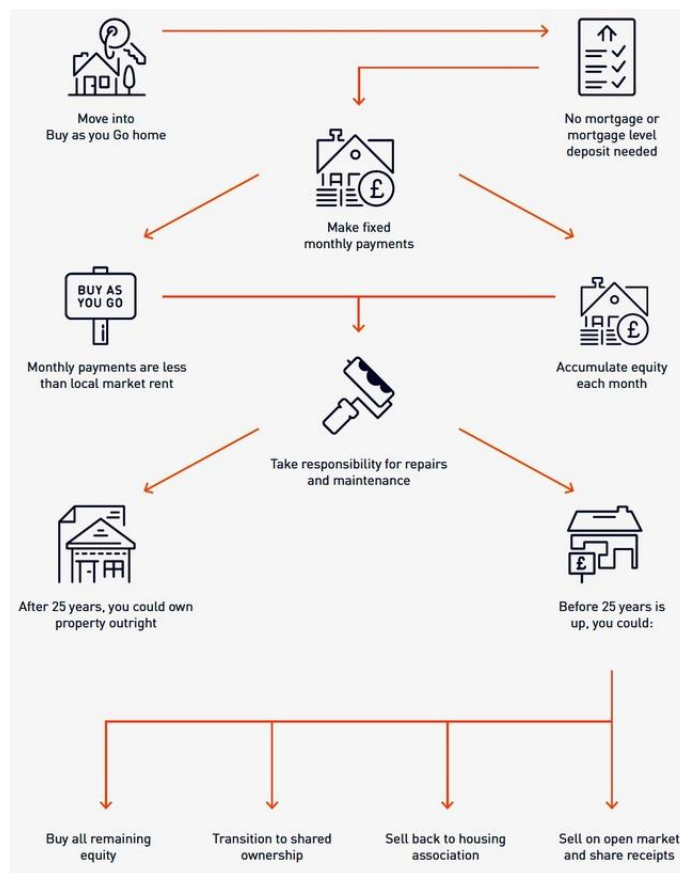 Move into
Buy as you Go home
No mortgage or
mortgage level
deposit needed
£
Make fixed
monthly payments
BUY AS
YOU GO
Monthly payments are less
than local market rent
£
Accumulate equity
each month
Take responsibility for repairs
and maintenance
After 25 years, you could own
property outright
£
Before 25 years is
up, you could:
Buy all remaining
equity
Transition to shared
ownership
Sell back to housing
association
Sell on open market
and share receipts